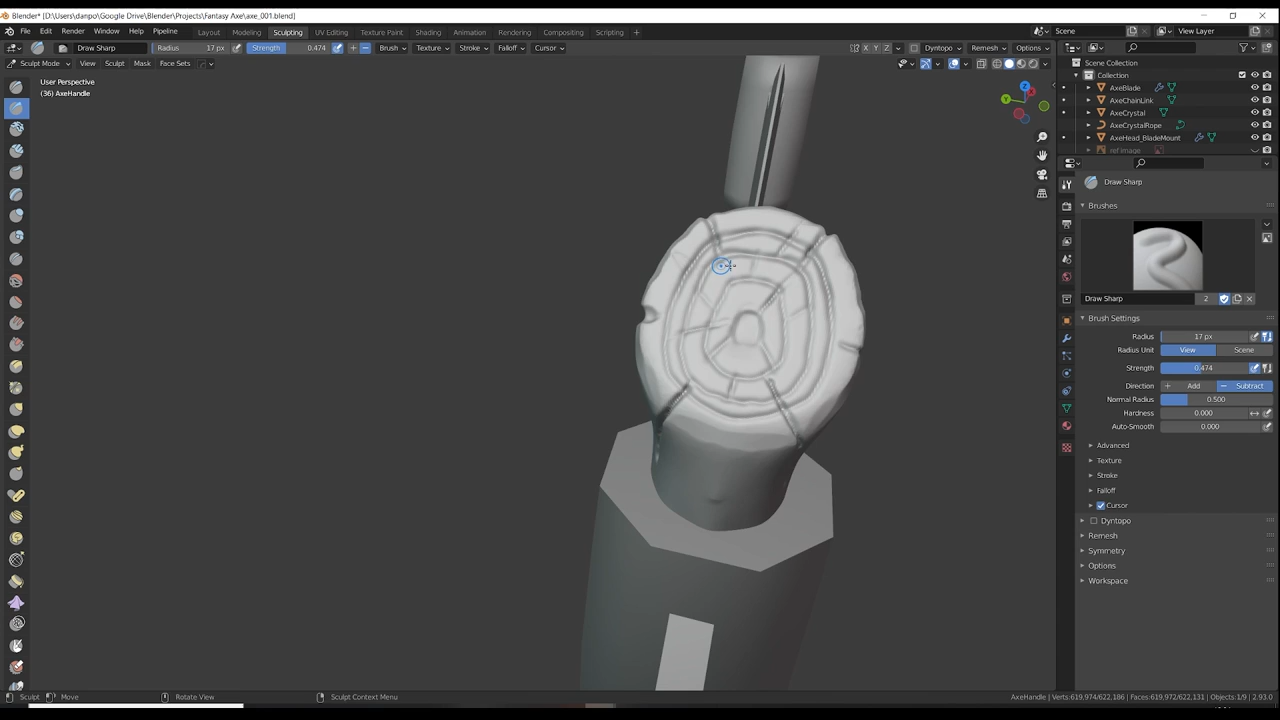 Blender* [D:\Users\danpo\Google Drive\Blender\Projects\Fantasy Axe\axe_001.blend]
File Edit Render Window Help Layout Modeling Sculpting UV Editing Texture Paint Shading Animation Rendering Compositing Scripting + Scene View Layer
Draw Sharp Radius 17 px Strength 0.474 + − Brush Texture Stroke Falloff Cursor X Y Z Dyntopo Remesh Options
Sculpt Mode View Sculpt Mask Face Sets
User Perspective
(36) AxeHandle
Z
Y
X
Scene Collection
Collection
AxeBlade
AxeChainLink
AxeCrystal
AxeCrystalRope
AxeHead_BladeMount
ref image
Draw Sharp
Brushes
Draw Sharp 2
Brush Settings
Radius 17 px
Radius Unit View Scene
Strength 0.474
Direction + Add − Subtract
Normal Radius 0.500
Hardness 0.000
Auto-Smooth 0.000
Advanced
Texture
Stroke
Falloff
Cursor
Dyntopo
Remesh
Symmetry
Options
Workspace
Sculpt Move Rotate View Sculpt Context Menu AxeHandle | Verts:619,974/622,186 | Faces:619,972/622,131 | Objects:1/9 | 2.93.0